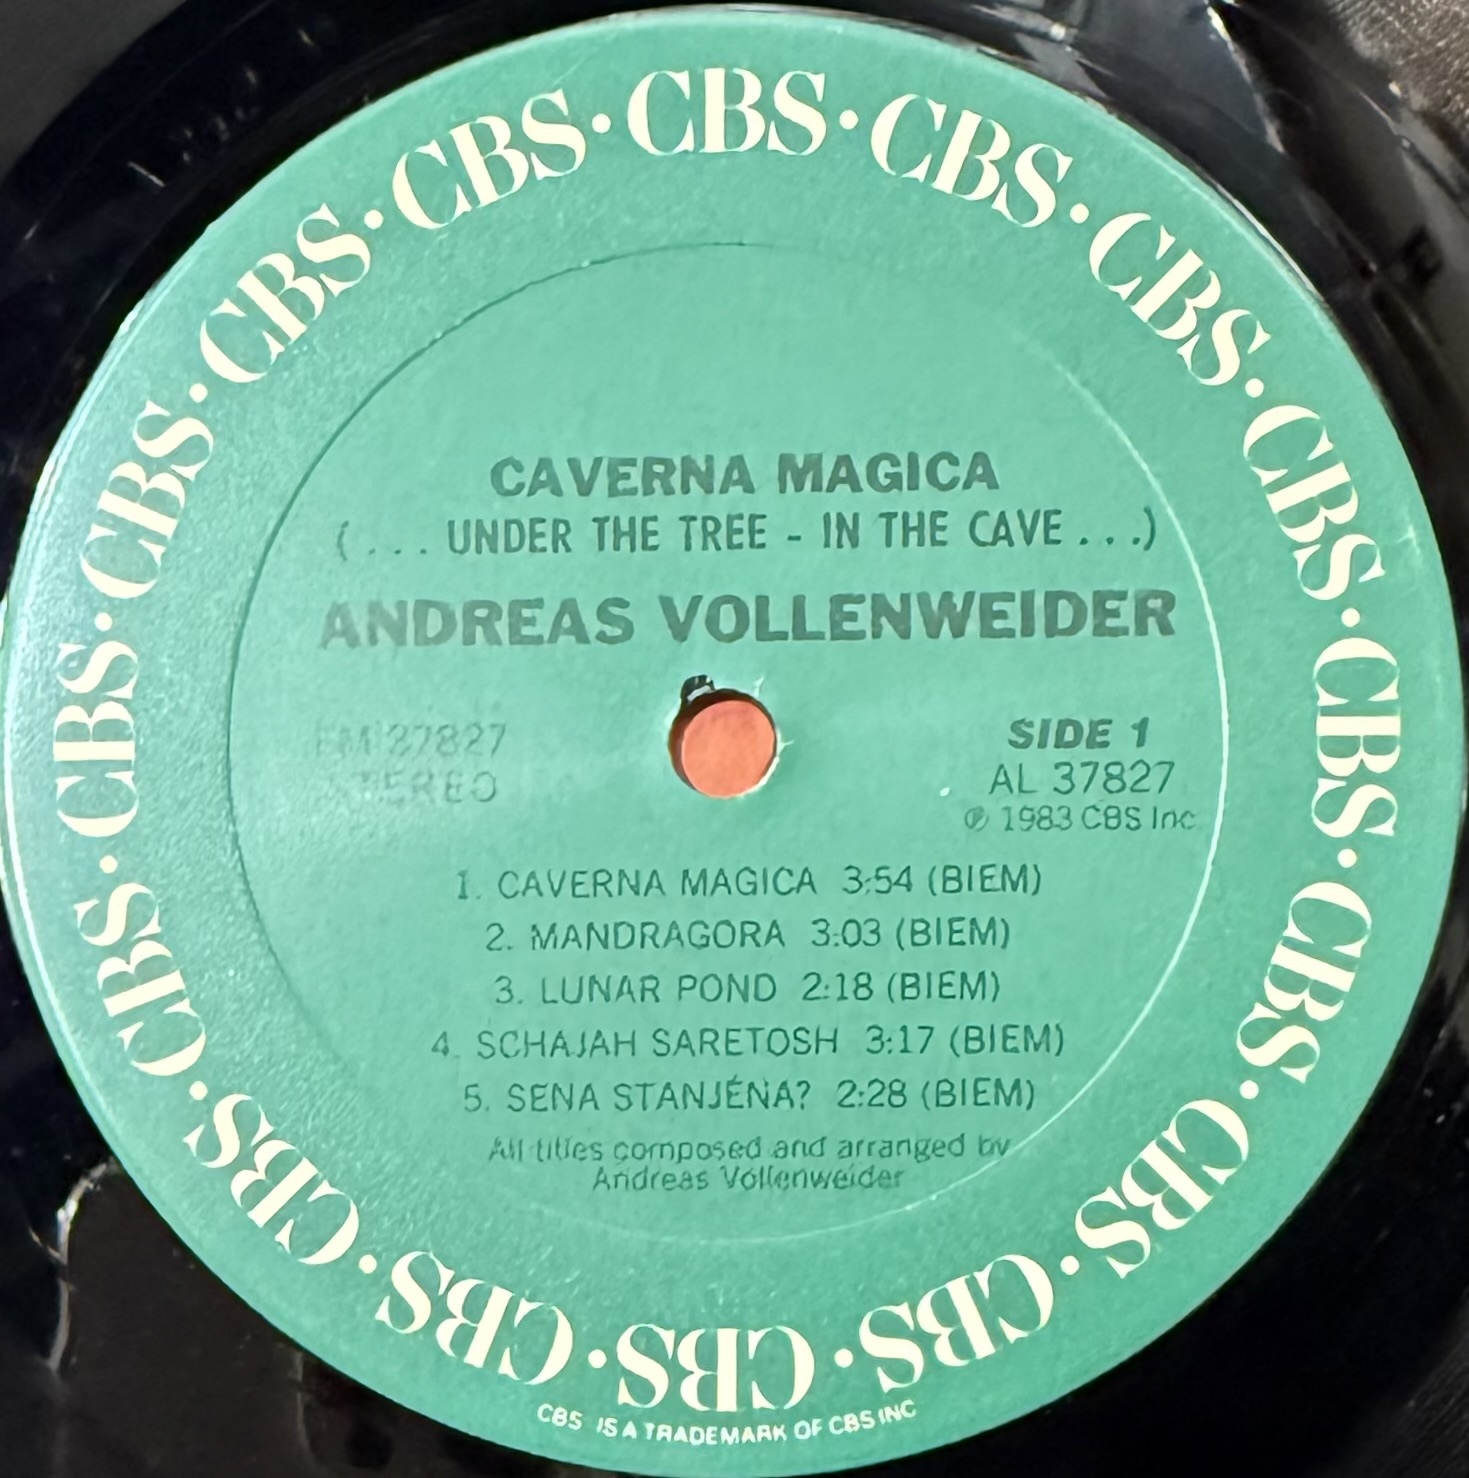 CBS · CBS · CBS · CBS · CBS · CBS · CBS · CBS · CBS · CBS · CBS · CBS · CBS · CBS · CBS · CBS ·
CAVERNA MAGICA
(... UNDER THE TREE - IN THE CAVE ...)
ANDREAS VOLLENWEIDER
STEREO
SIDE 1
AL 37827
℗ 1983 CBS Inc
1. CAVERNA MAGICA 3:54 (BIEM)
2. MANDRAGORA 3:03 (BIEM)
3. LUNAR POND 2:18 (BIEM)
4. SCHAJAH SARETOSH 3:17 (BIEM)
5. SENA STANJÉNA? 2:28 (BIEM)
All titles composed and arranged by
Andreas Vollenweider
CBS IS A TRADEMARK OF CBS INC